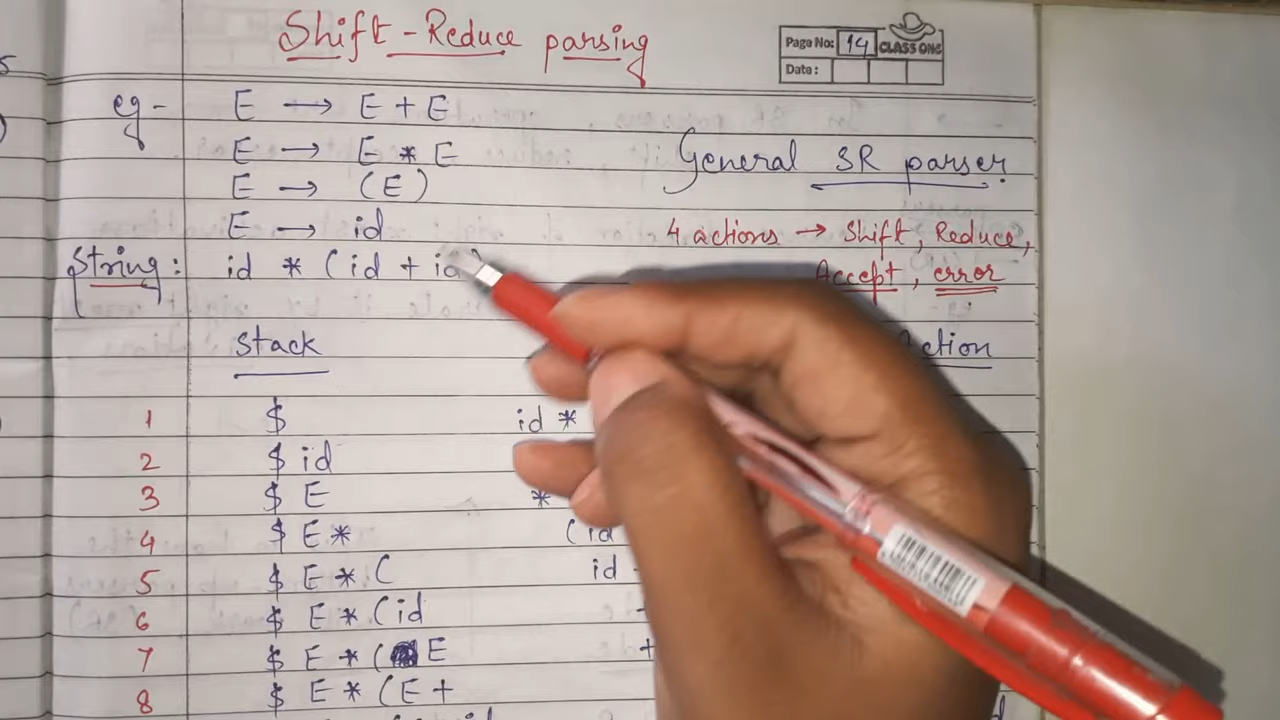 Shift-Reduce parsing
Page No: 14 CLASS ONE
Date:
eg- E → E + E
E → E * E
General SR parser
E → (E)
E → id
4 actions → Shift, Reduce,
Accept, error
String: id * (id + id)
Stack
1 $ id *
2 $ id
3 $ E *
4 $ E * (id
5 $ E * ( id
6 $ E * (id
7 $ E * (E +
8 $ E * (E +